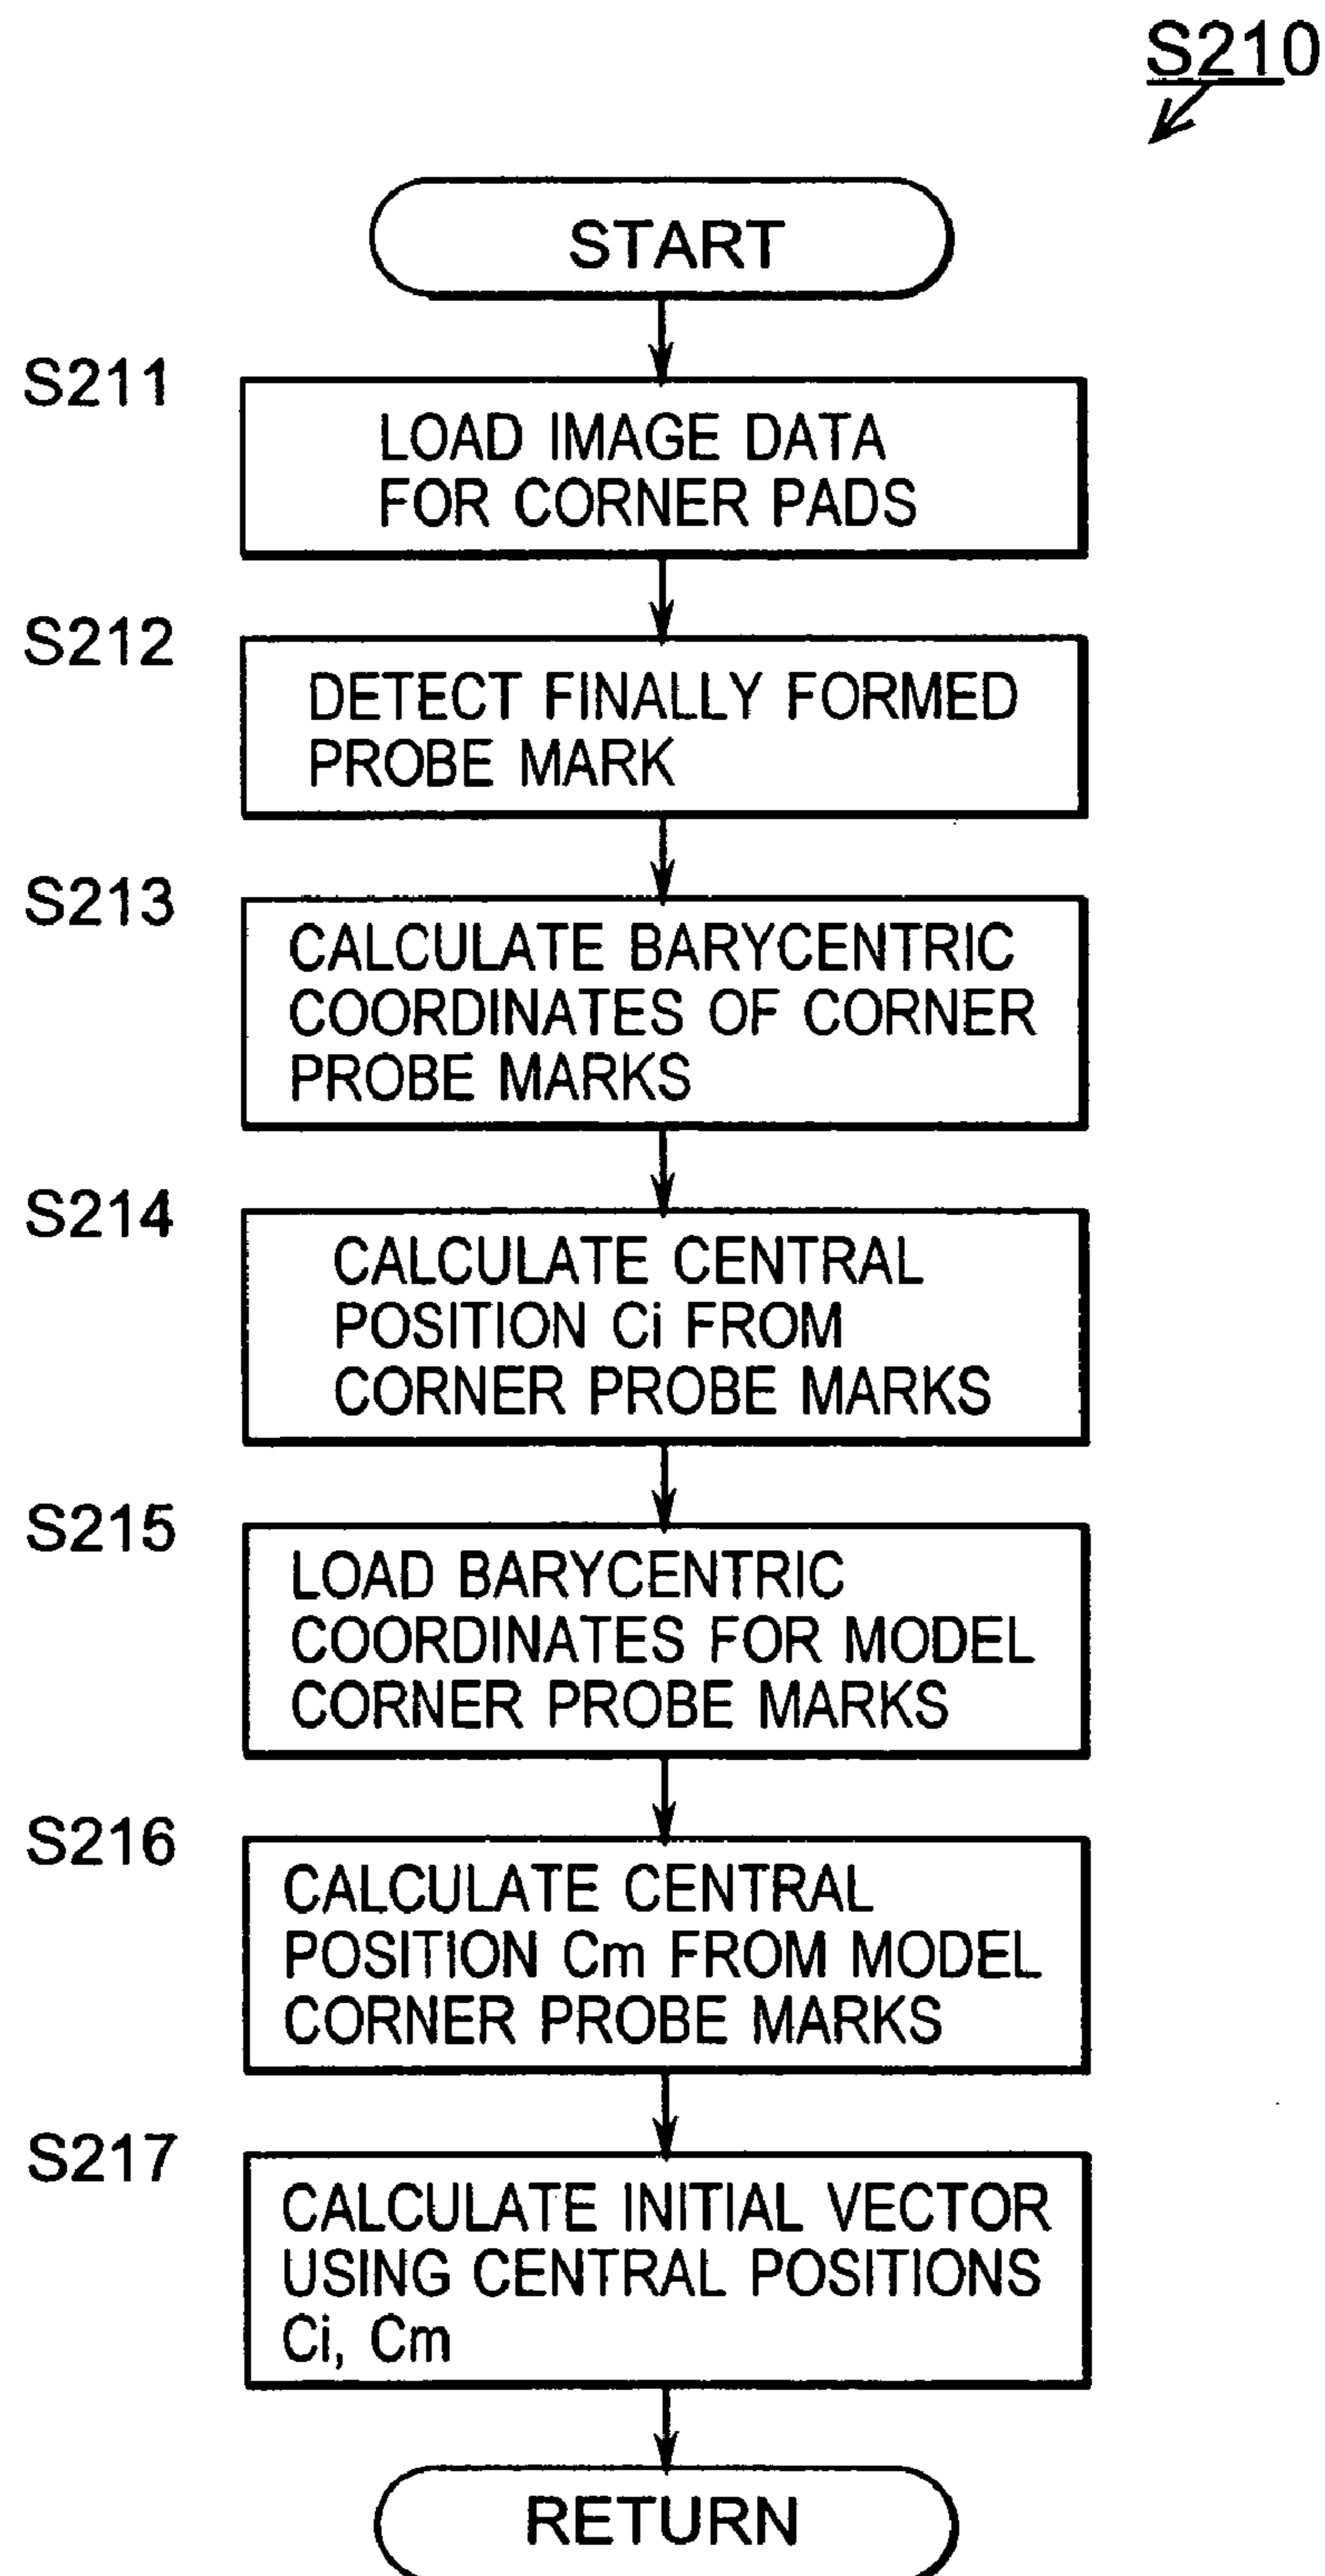 S210
START
S211
LOAD IMAGE DATA
FOR CORNER PADS
S212
DETECT FINALLY FORMED
PROBE MARK
S213
CALCULATE BARYCENTRIC
COORDINATES OF CORNER
PROBE MARKS
S214
CALCULATE CENTRAL
POSITION Ci FROM
CORNER PROBE MARKS
S215
LOAD BARYCENTRIC
COORDINATES FOR MODEL
CORNER PROBE MARKS
S216
CALCULATE CENTRAL
POSITION Cm FROM MODEL
CORNER PROBE MARKS
S217
CALCULATE INITIAL VECTOR
USING CENTRAL POSITIONS
Ci, Cm
RETURN